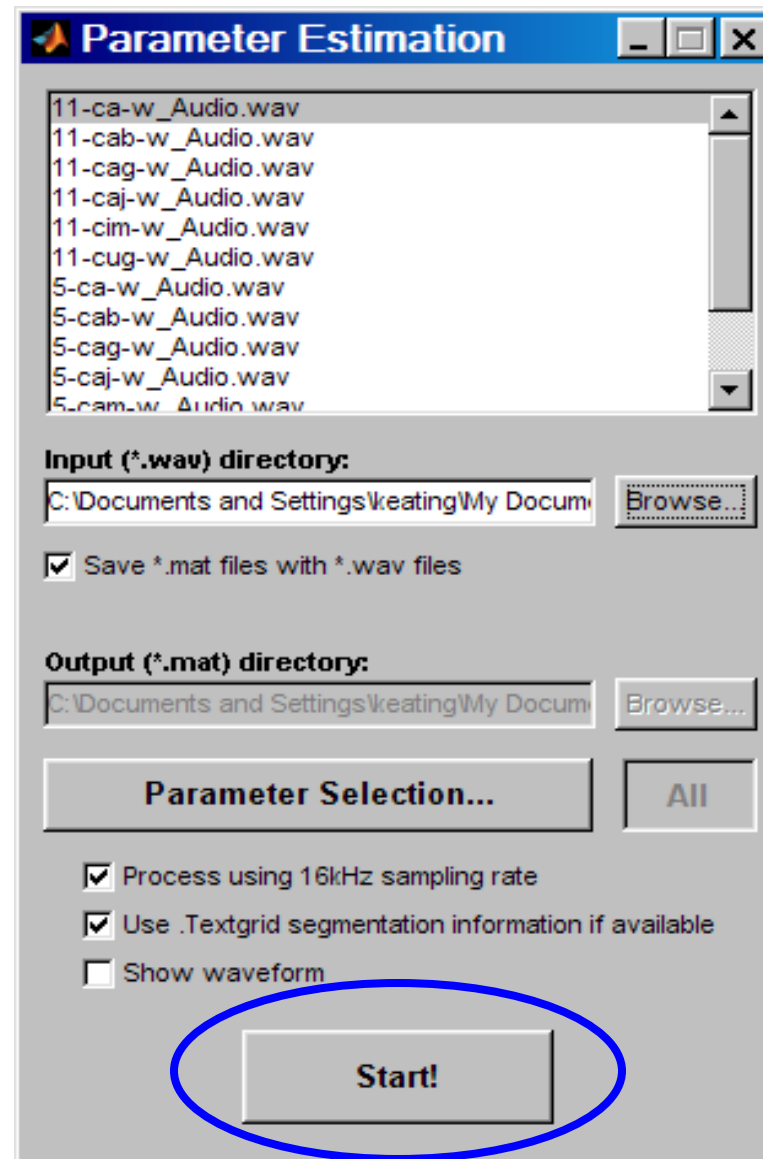 Parameter Estimation
11-ca-w_Audio.wav
11-cab-w_Audio.wav
11-cag-w_Audio.wav
11-caj-w_Audio.wav
11-cim-w_Audio.wav
11-cug-w_Audio.wav
5-ca-w_Audio.wav
5-cab-w_Audio.wav
5-cag-w_Audio.wav
5-caj-w_Audio.wav
5-cam-w_Audio.wav
Input (*.wav) directory:
C:\Documents and Settings\keating\My Docum Browse...
Save *.mat files with *.wav files
Output (*.mat) directory:
C:\Documents and Settings\keating\My Docum Browse...
Parameter Selection... All
Process using 16kHz sampling rate
Use .Textgrid segmentation information if available
Show waveform
Start!